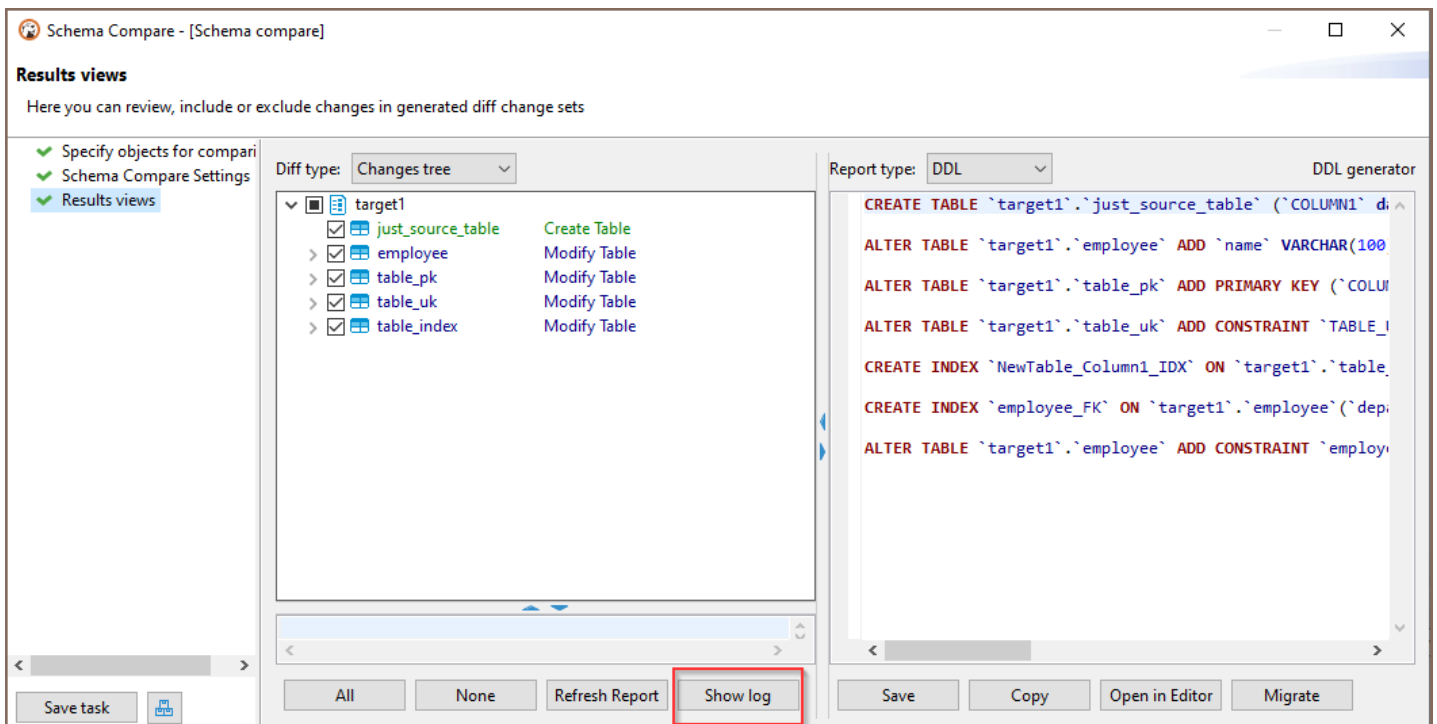 Schema Compare - [Schema compare]
Results views
Here you can review, include or exclude changes in generated diff change sets
Specify objects for compari
Schema Compare Settings
Results views
Diff type: Changes tree
target1
just_source_table Create Table
employee Modify Table
table_pk Modify Table
table_uk Modify Table
table_index Modify Table
Report type: DDL DDL generator
CREATE TABLE `target1`.`just_source_table` (`COLUMN1` da
ALTER TABLE `target1`.`employee` ADD `name` VARCHAR(100
ALTER TABLE `target1`.`table_pk` ADD PRIMARY KEY (`COLUM
ALTER TABLE `target1`.`table_uk` ADD CONSTRAINT `TABLE_U
CREATE INDEX `NewTable_Column1_IDX` ON `target1`.`table_
CREATE INDEX `employee_FK` ON `target1`.`employee`(`depa
ALTER TABLE `target1`.`employee` ADD CONSTRAINT `employe
All None Refresh Report Show log Save Copy Open in Editor Migrate
Save task